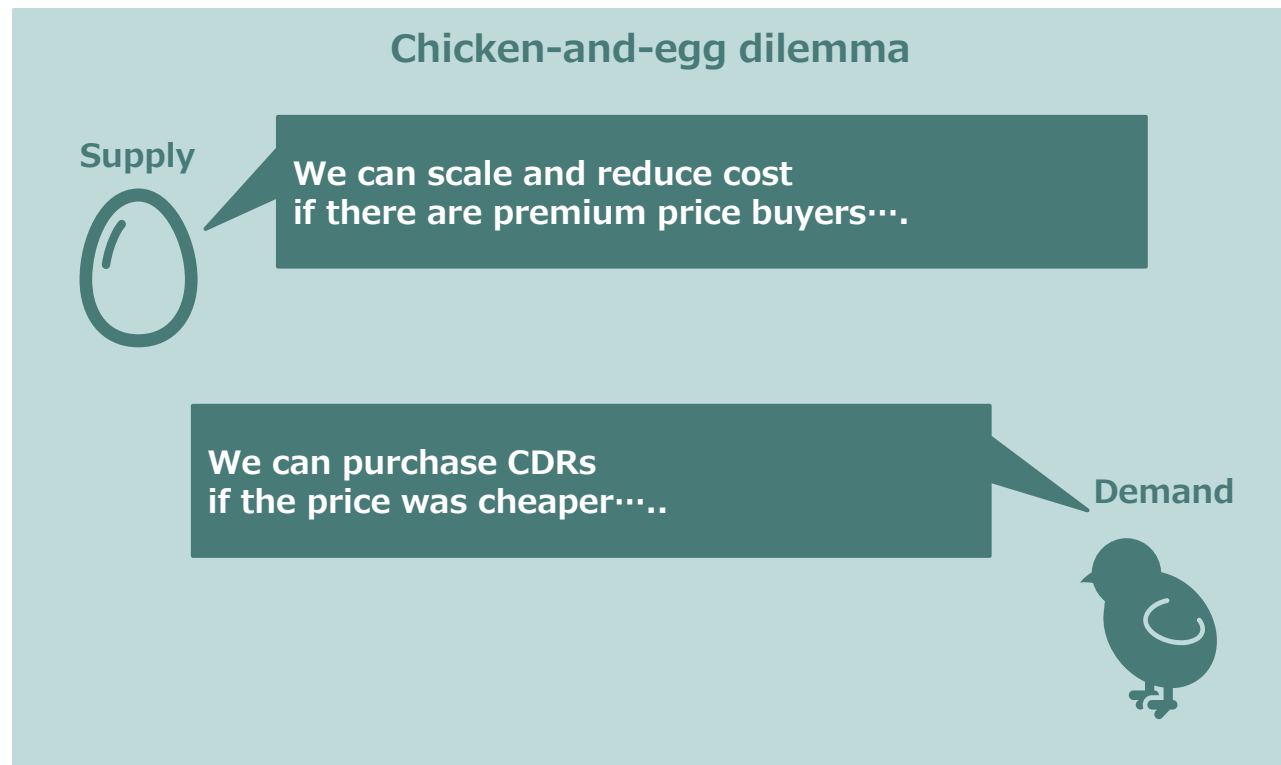 Chicken-and-egg dilemma
Supply
We can scale and reduce cost
if there are premium price buyers….
We can purchase CDRs
if the price was cheaper…..
Demand